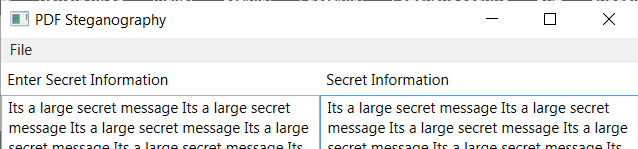 PDF Steganography
File
Enter Secret Information
Secret Information
Its a large secret message Its a large secret
message Its a large secret message Its a large
secret message Its a large secret message Its
Its a large secret message Its a large secret
message Its a large secret message Its a large
secret message Its a large secret message Its